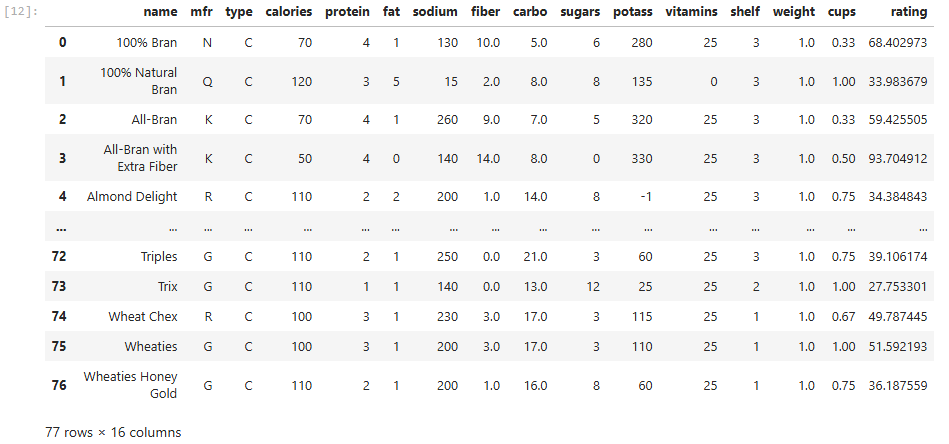 [12]: name mfr type calories protein fat sodium fiber carbo sugars potass vitamins shelf weight cups rating
0 100% Bran N C 70 4 1 130 10.0 5.0 6 280 25 3 1.0 0.33 68.402973
1 100% Natural Bran Q C 120 3 5 15 2.0 8.0 8 135 0 3 1.0 1.00 33.983679
2 All-Bran K C 70 4 1 260 9.0 7.0 5 320 25 3 1.0 0.33 59.425505
3 All-Bran with Extra Fiber K C 50 4 0 140 14.0 8.0 0 330 25 3 1.0 0.50 93.704912
4 Almond Delight R C 110 2 2 200 1.0 14.0 8 -1 25 3 1.0 0.75 34.384843
... ... ... ... ... ... ... ... ... ... ... ... ... ... ... ... ...
72 Triples G C 110 2 1 250 0.0 21.0 3 60 25 3 1.0 0.75 39.106174
73 Trix G C 110 1 1 140 0.0 13.0 12 25 25 2 1.0 1.00 27.753301
74 Wheat Chex R C 100 3 1 230 3.0 17.0 3 115 25 1 1.0 0.67 49.787445
75 Wheaties G C 100 3 1 200 3.0 17.0 3 110 25 1 1.0 1.00 51.592193
76 Wheaties Honey Gold G C 110 2 1 200 1.0 16.0 8 60 25 1 1.0 0.75 36.187559
77 rows × 16 columns